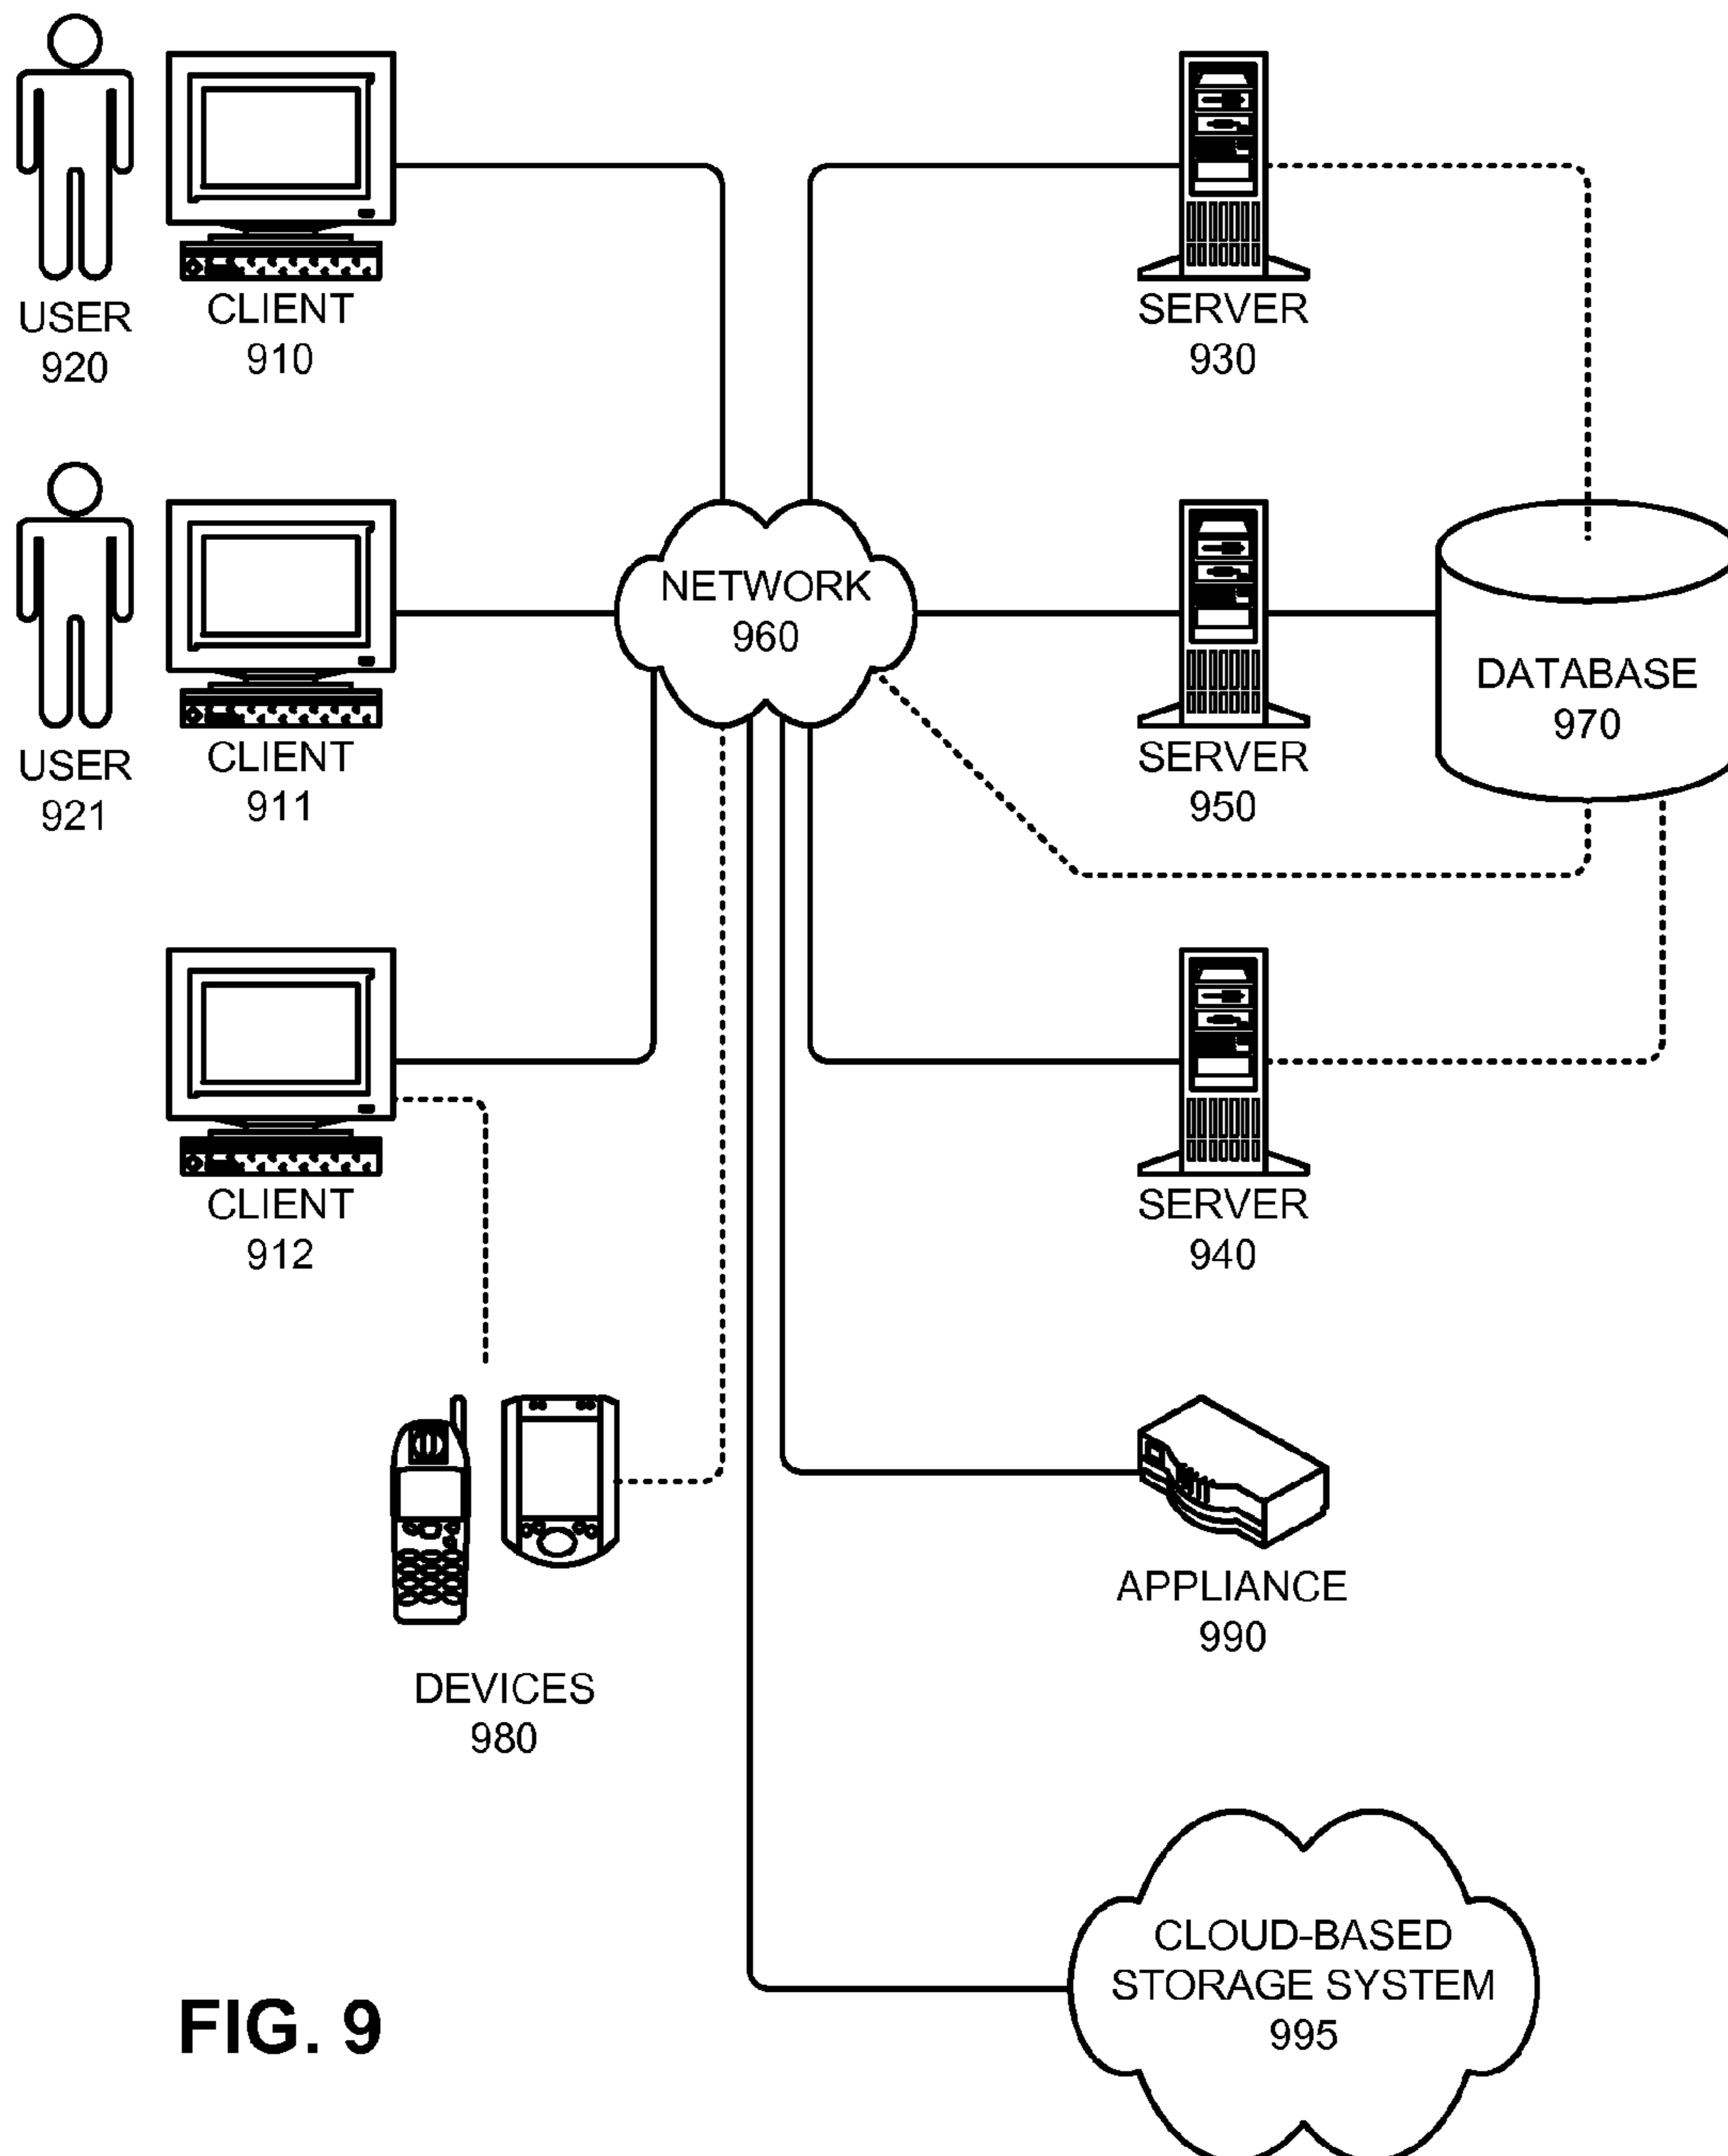 USER
920
CLIENT
910
SERVER
930
NETWORK
960
USER
921
CLIENT
911
SERVER
950
DATABASE
970
CLIENT
912
SERVER
940
DEVICES
980
APPLIANCE
990
CLOUD-BASED
STORAGE SYSTEM
995
FIG. 9